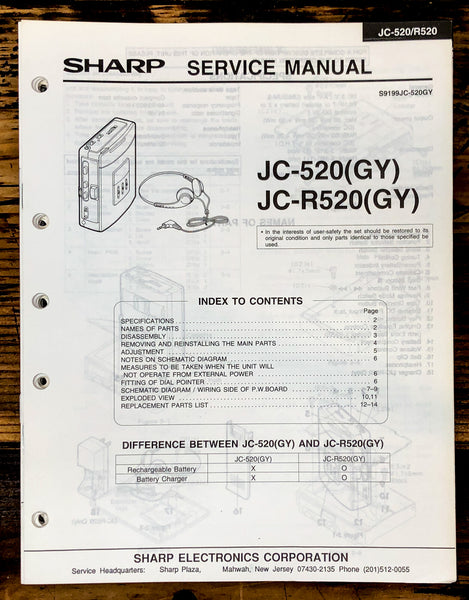 JC-520/R520
SHARP SERVICE MANUAL
S9199JC-520GY
JC-520(GY)
JC-R520(GY)
• In the interests of user-safety the set should be restored to its
original condition and only parts identical to those specified be
used.
INDEX TO CONTENTS
Page
SPECIFICATIONS 2
NAMES OF PARTS 2
DISASSEMBLY 3
REMOVING AND REINSTALLING THE MAIN PARTS 4
ADJUSTMENT 5
NOTES ON SCHEMATIC DIAGRAM 6
MEASURES TO BE TAKEN WHEN THE UNIT WILL
NOT OPERATE FROM EXTERNAL POWER 6
FITTING OF DIAL POINTER 6
SCHEMATIC DIAGRAM / WIRING SIDE OF P.W.BOARD 7~9
EXPLODED VIEW 10,11
REPLACEMENT PARTS LIST 12~14
DIFFERENCE BETWEEN JC-520(GY) AND JC-R520(GY)
JC-520(GY) JC-R520(GY)
Rechargeable Battery X O
Battery Charger X O
SHARP ELECTRONICS CORPORATION
Service Headquarters: Sharp Plaza, Mahwah, New Jersey 07430-2135 Phone (201)512-0055